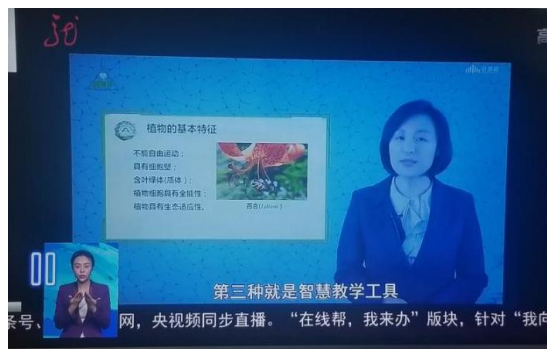 高
植物的基本特征
不能自由运动；
具有细胞壁；
含叶绿体(质体)；
植物细胞具有全能性；
植物具有生态适应性。
百合(Lilium)
第三种就是智慧教学工具
条号、
网，央视频同步直播。“在线帮，我来办”版块，针对“我向